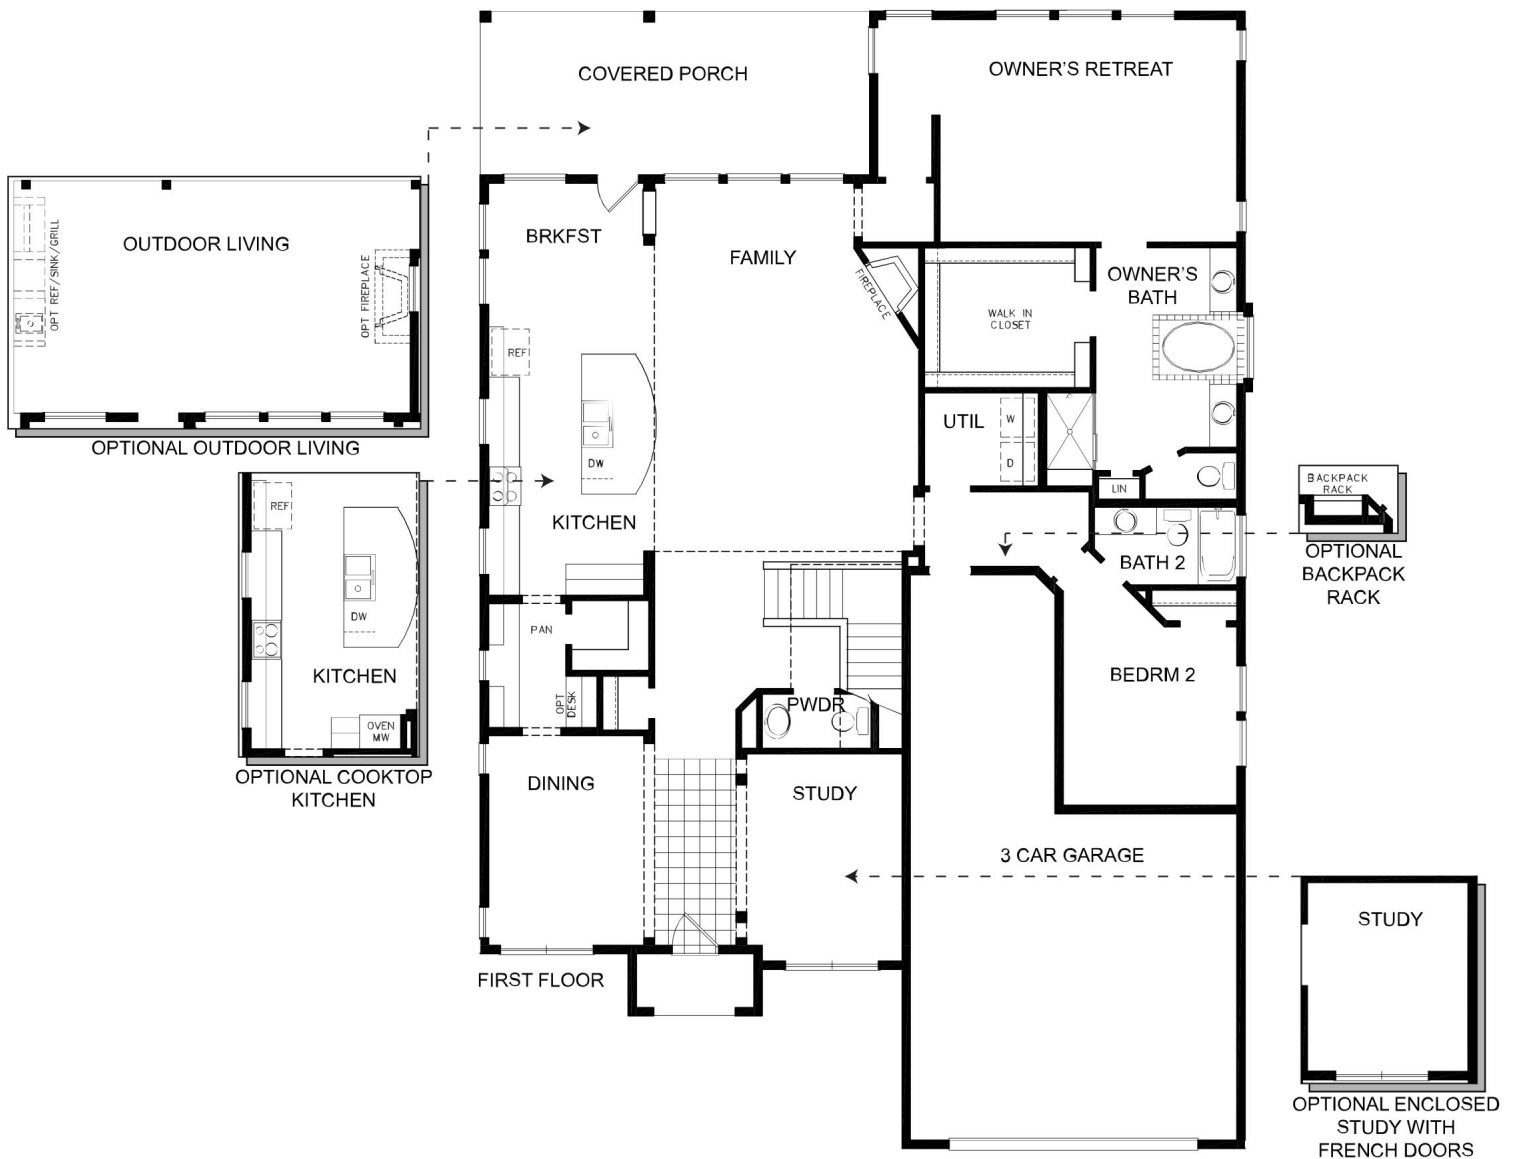 COVERED PORCH
OWNER'S RETREAT
OUTDOOR LIVING
OPT REF/SINK/GRILL
OPT FIREPLACE
OPTIONAL OUTDOOR LIVING
BRKFST
FAMILY
FIREPLACE
OWNER'S
BATH
WALK IN
CLOSET
REF
DW
KITCHEN
UTIL
W
D
LIN
BACKPACK
RACK
OPTIONAL
BACKPACK
RACK
BATH 2
REF
DW
KITCHEN
OVEN
MW
OPTIONAL COOKTOP
KITCHEN
PAN
OPT
DESK
PWDR
BEDRM 2
DINING
STUDY
3 CAR GARAGE
STUDY
FIRST FLOOR
OPTIONAL ENCLOSED
STUDY WITH
FRENCH DOORS